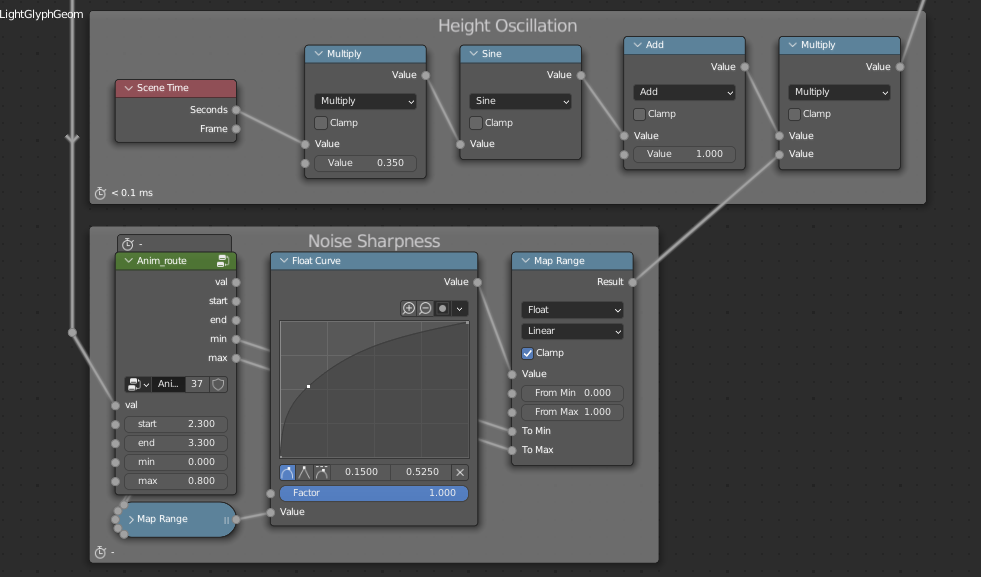 LightGlyphGeom
Height Oscillation
Scene Time
Seconds
Frame
Multiply
Value
Multiply
Clamp
Value
Value 0.350
Sine
Value
Sine
Clamp
Value
Add
Value
Add
Clamp
Value
Value 1.000
Multiply
Value
Multiply
Clamp
Value
Value
< 0.1 ms
Noise Sharpness
-
Anim_route
val
start
end
min
max
Ani... 37
val
start 2.300
end 3.300
min 0.000
max 0.800
Map Range
Float Curve
Value
0.1500 0.5250
Factor 1.000
Value
Map Range
Result
Float
Linear
Clamp
Value
From Min 0.000
From Max 1.000
To Min
To Max
-